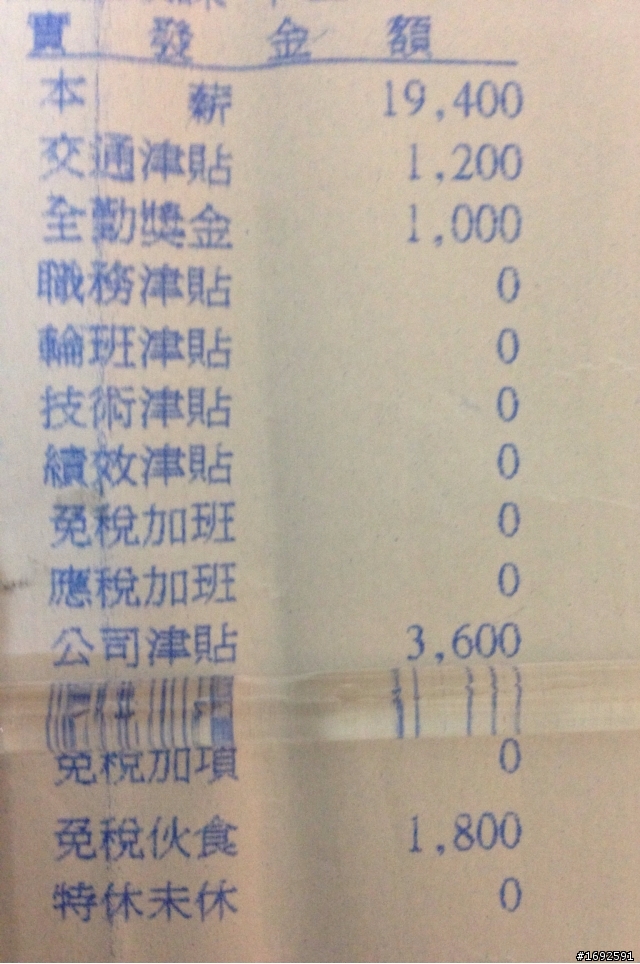 實發金額
本薪 19,400
交通津貼 1,200
全勤獎金 1,000
職務津貼 0
輪班津貼 0
技術津貼 0
績效津貼 0
免稅加班 0
應稅加班 0
公司津貼 3,600
免稅加項 0
免稅伙食 1,800
特休未休 0
#1692591